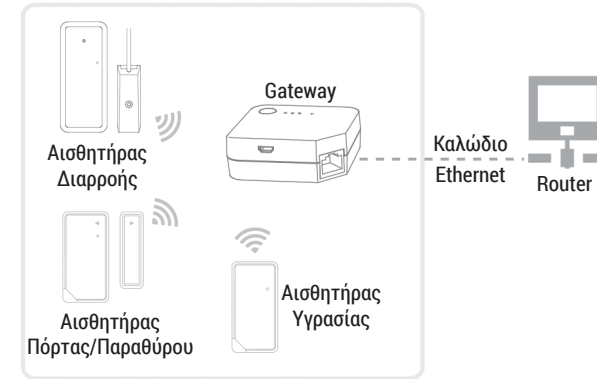 Gateway
Αισθητήρας
Διαρροής
Καλώδιο
Ethernet
Router
Αισθητήρας
Πόρτας/Παραθύρου
Αισθητήρας
Υγρασίας